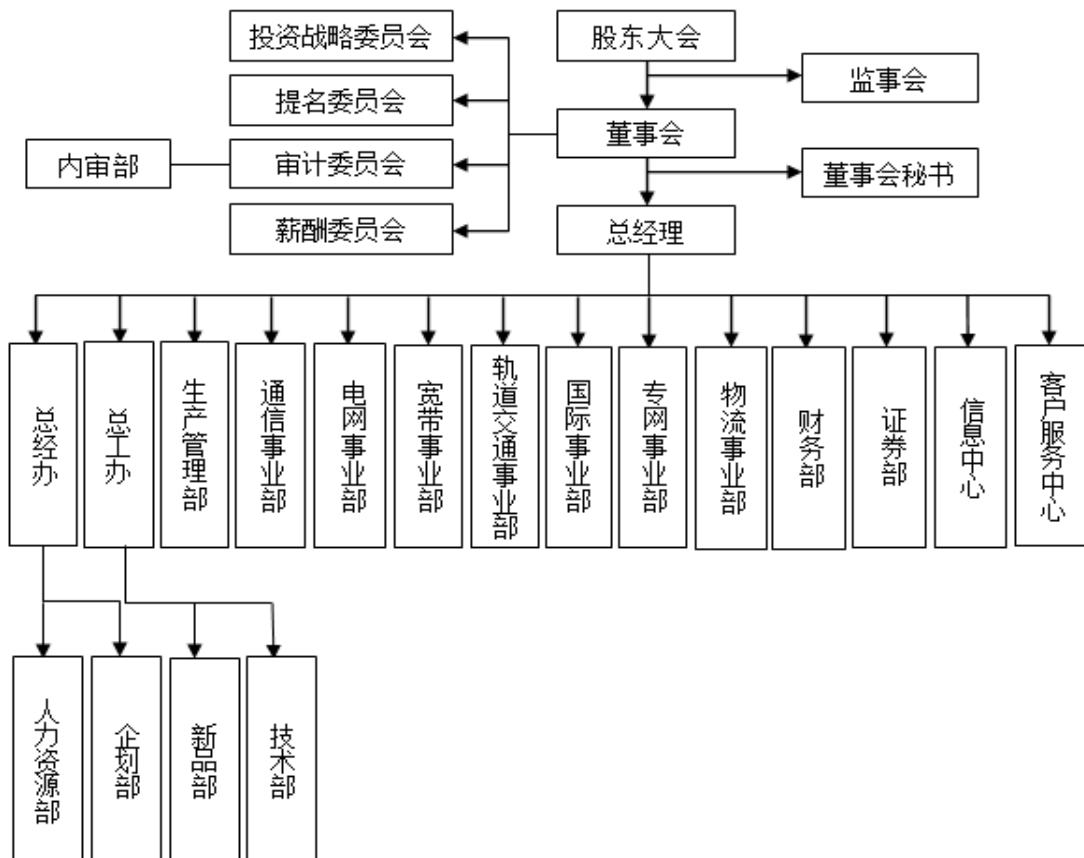 投资战略委员会
股东大会
监事会
提名委员会
董事会
内审部
审计委员会
董事会秘书
薪酬委员会
总经理
总经办
总工办
生产管理部
通信事业部
电网事业部
宽带事业部
轨道交通事业部
国际事业部
专网事业部
物流事业部
财务部
证券部
信息中心
客户服务中心
人力资源部
企划部
新品部
技术部